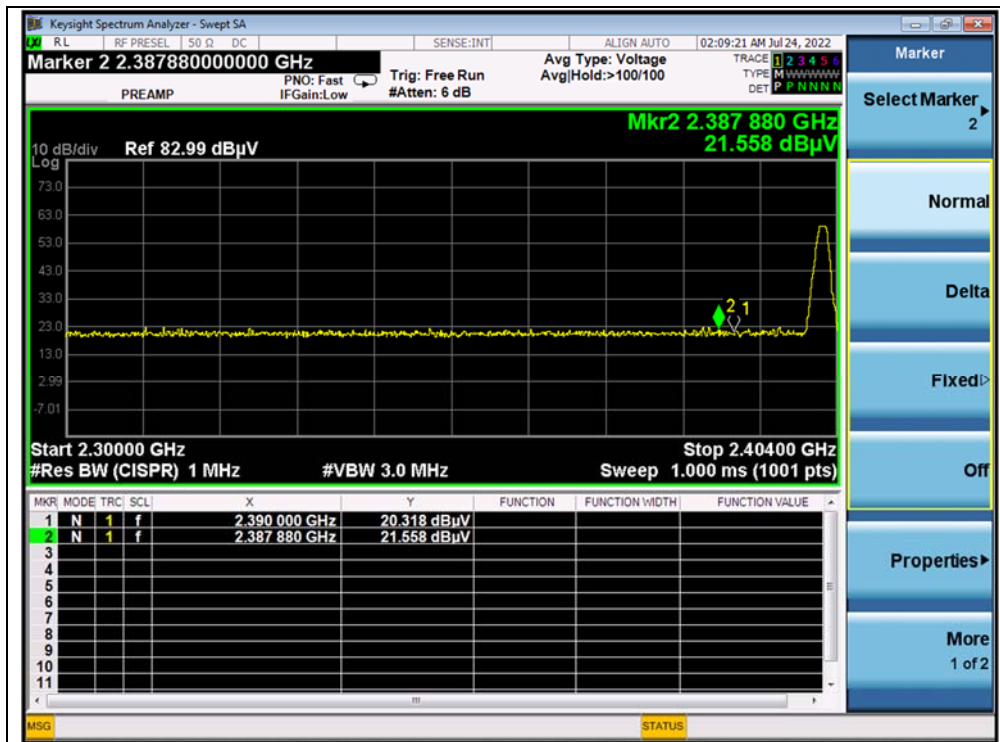 Keysight Spectrum Analyzer - Swept SA
LXI RL RF PRESEL 50 Ω DC SENSE:INT ALIGN AUTO 02:09:21 AM Jul 24, 2022
Marker 2 2.387880000000 GHz
Avg Type: Voltage
TRACE 1 2 3 4 5 6
PNO: Fast Trig: Free Run Avg|Hold:>100/100
TYPE M WWWWW
PREAMP IFGain:Low #Atten: 6 dB
DET P P N N N N
Mkr2 2.387 880 GHz
10 dB/div Ref 82.99 dBµV 21.558 dBµV
Log
73.0
63.0
53.0
43.0
33.0
23.0
13.0
2.99
-7.01
2 1
Start 2.30000 GHz Stop 2.40400 GHz
#Res BW (CISPR) 1 MHz #VBW 3.0 MHz Sweep 1.000 ms (1001 pts)
MKR MODE TRC SCL X Y FUNCTION FUNCTION WIDTH FUNCTION VALUE
1 N 1 f 2.390 000 GHz 20.318 dBµV
2 N 1 f 2.387 880 GHz 21.558 dBµV
3
4
5
6
7
8
9
10
11
MSG STATUS
Marker
Select Marker
2
Normal
Delta
Fixed
Off
Properties
More
1 of 2